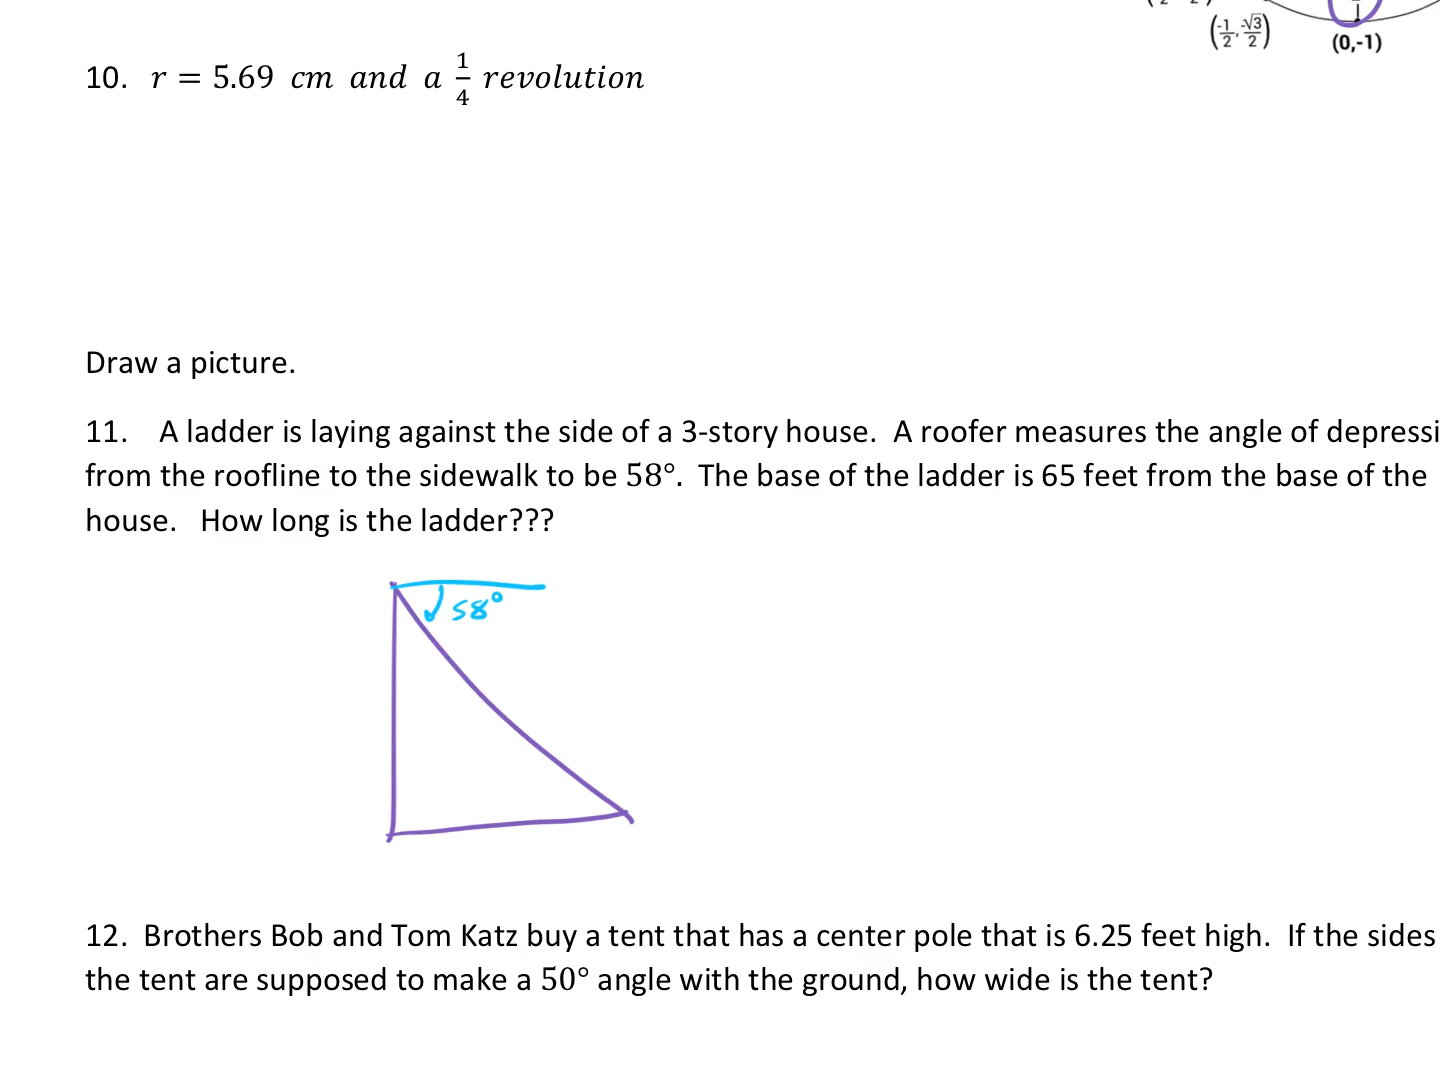 (-1/2, -√3/2)
(0,-1)
10. r = 5.69 cm and a 1/4 revolution
Draw a picture.
11. A ladder is laying against the side of a 3-story house. A roofer measures the angle of depressi
from the roofline to the sidewalk to be 58°. The base of the ladder is 65 feet from the base of the
house. How long is the ladder???
58°
12. Brothers Bob and Tom Katz buy a tent that has a center pole that is 6.25 feet high. If the sides
the tent are supposed to make a 50° angle with the ground, how wide is the tent?